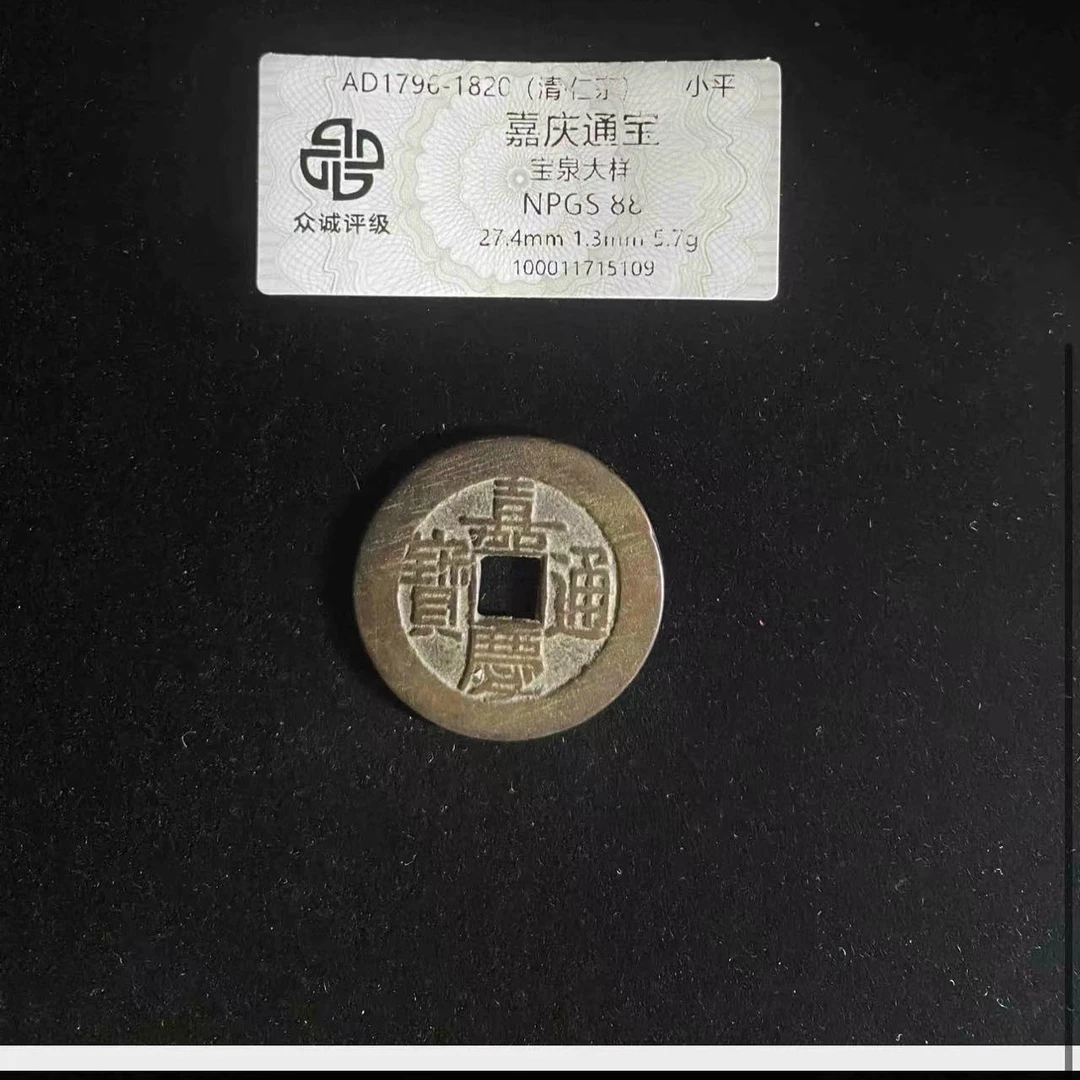 AD1796-1820（清·仁宗） 小平
嘉庆通宝
宝泉大样
NPGS 88
27.4mm 1.3mm 5.7g
100011715109
众诚评级
嘉慶通寶